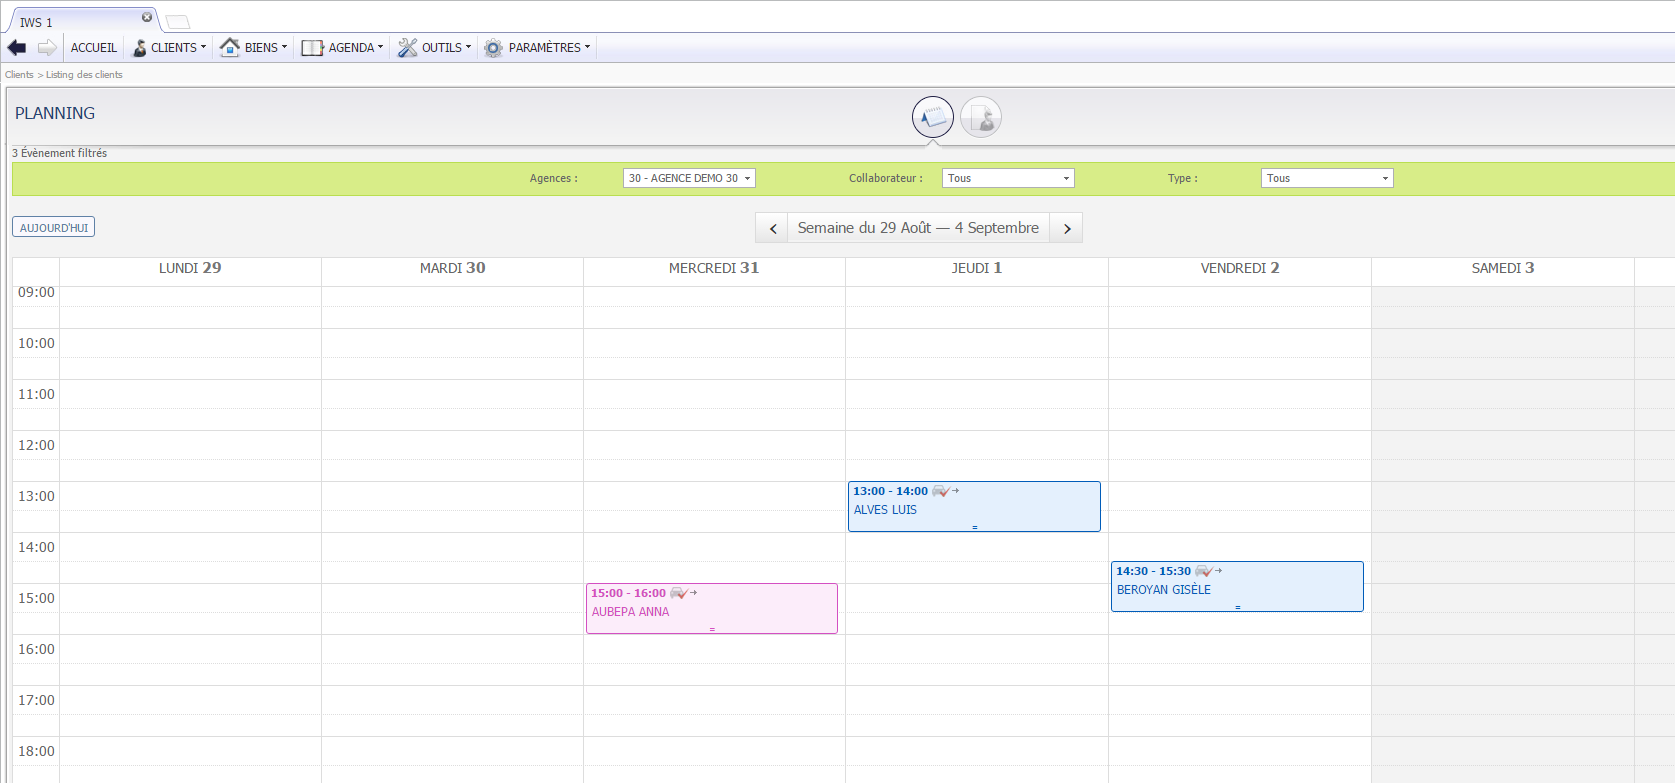 IWS 1
ACCUEIL CLIENTS BIENS AGENDA OUTILS PARAMÈTRES
Clients > Listing des clients
PLANNING
3 Évènement filtrés
Agences : 30 - AGENCE DEMO 30 Collaborateur : Tous Type : Tous
AUJOURD'HUI < Semaine du 29 Août — 4 Septembre >
LUNDI 29 MARDI 30 MERCREDI 31 JEUDI 1 VENDREDI 2 SAMEDI 3
09:00
10:00
11:00
12:00
13:00
13:00 - 14:00
ALVES LUIS
14:00
14:30 - 15:30
BEROYAN GISÈLE
15:00
15:00 - 16:00
AUBEPA ANNA
16:00
17:00
18:00